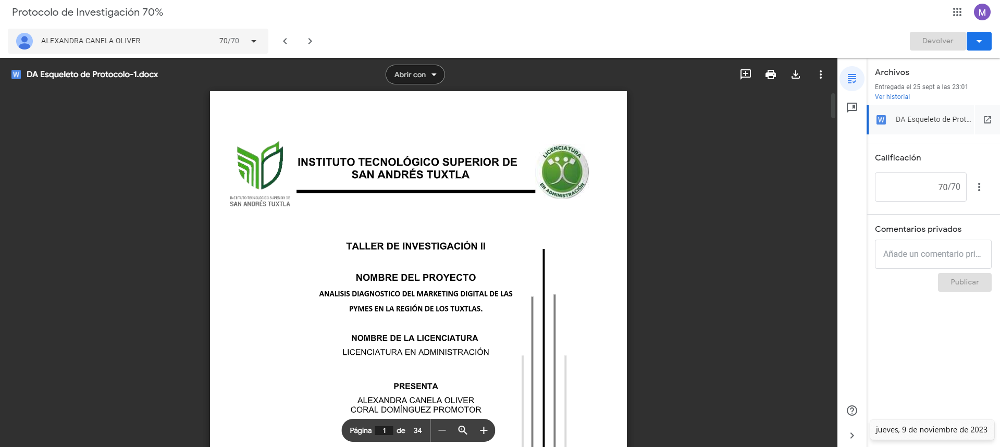 Protocolo de Investigación 70%
M
ALEXANDRA CANELA OLIVER
70/70
Devolver
W DA Esqueleto de Protocolo-1.docx
Abrir con
Archivos
Entregada el 25 sept a las 23:01
Ver historial
W DA Esqueleto de Prot...
Calificación
70/70
Comentarios privados
Añade un comentario pri...
Publicar
INSTITUTO TECNOLÓGICO SUPERIOR DE
SAN ANDRÉS TUXTLA
INSTITUTO TECNOLÓGICO SUPERIOR DE
SAN ANDRÉS TUXTLA
LICENCIATURA
EN ADMINISTRACIÓN
TALLER DE INVESTIGACIÓN II
NOMBRE DEL PROYECTO
ANALISIS DIAGNOSTICO DEL MARKETING DIGITAL DE LAS
PYMES EN LA REGIÓN DE LOS TUXTLAS.
NOMBRE DE LA LICENCIATURA
LICENCIATURA EN ADMINISTRACIÓN
PRESENTA
ALEXANDRA CANELA OLIVER
CORAL DOMÍNGUEZ PROMOTOR
Página 1 de 34
jueves, 9 de noviembre de 2023